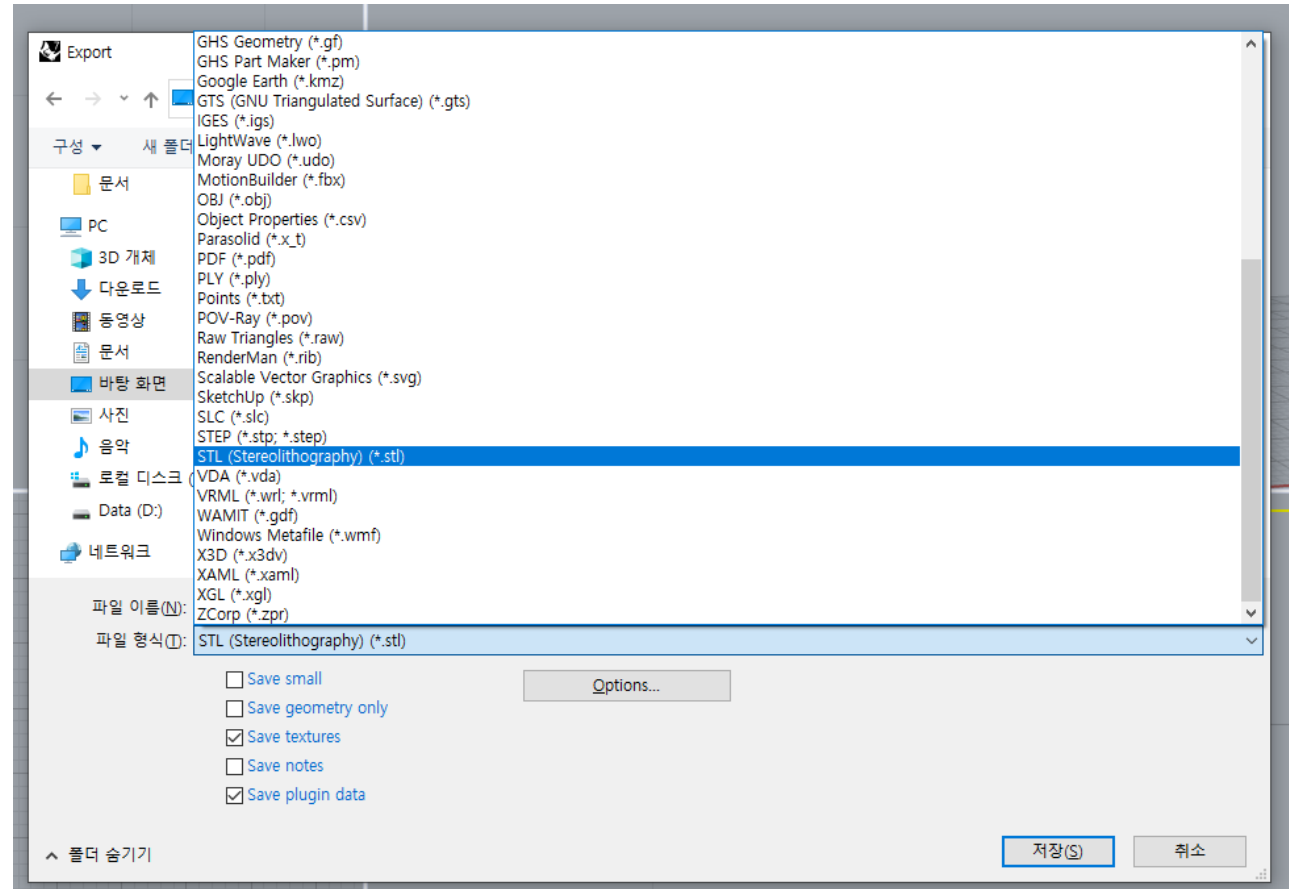 Export
GHS Geometry (*.gf)
GHS Part Maker (*.pm)
Google Earth (*.kmz)
GTS (GNU Triangulated Surface) (*.gts)
IGES (*.igs)
LightWave (*.lwo)
Moray UDO (*.udo)
MotionBuilder (*.fbx)
OBJ (*.obj)
Object Properties (*.csv)
Parasolid (*.x_t)
PDF (*.pdf)
PLY (*.ply)
Points (*.txt)
POV-Ray (*.pov)
Raw Triangles (*.raw)
RenderMan (*.rib)
Scalable Vector Graphics (*.svg)
SketchUp (*.skp)
SLC (*.slc)
STEP (*.stp; *.step)
STL (Stereolithography) (*.stl)
VDA (*.vda)
VRML (*.wrl; *.vrml)
WAMIT (*.gdf)
Windows Metafile (*.wmf)
X3D (*.x3dv)
XAML (*.xaml)
XGL (*.xgl)
ZCorp (*.zpr)
구성 새 폴더
문서
PC
3D 개체
다운로드
동영상
문서
바탕 화면
사진
음악
로컬 디스크 (
Data (D:)
네트워크
파일 이름(N):
파일 형식(T): STL (Stereolithography) (*.stl)
Save small
Options...
Save geometry only
Save textures
Save notes
Save plugin data
폴더 숨기기
저장(S) 취소